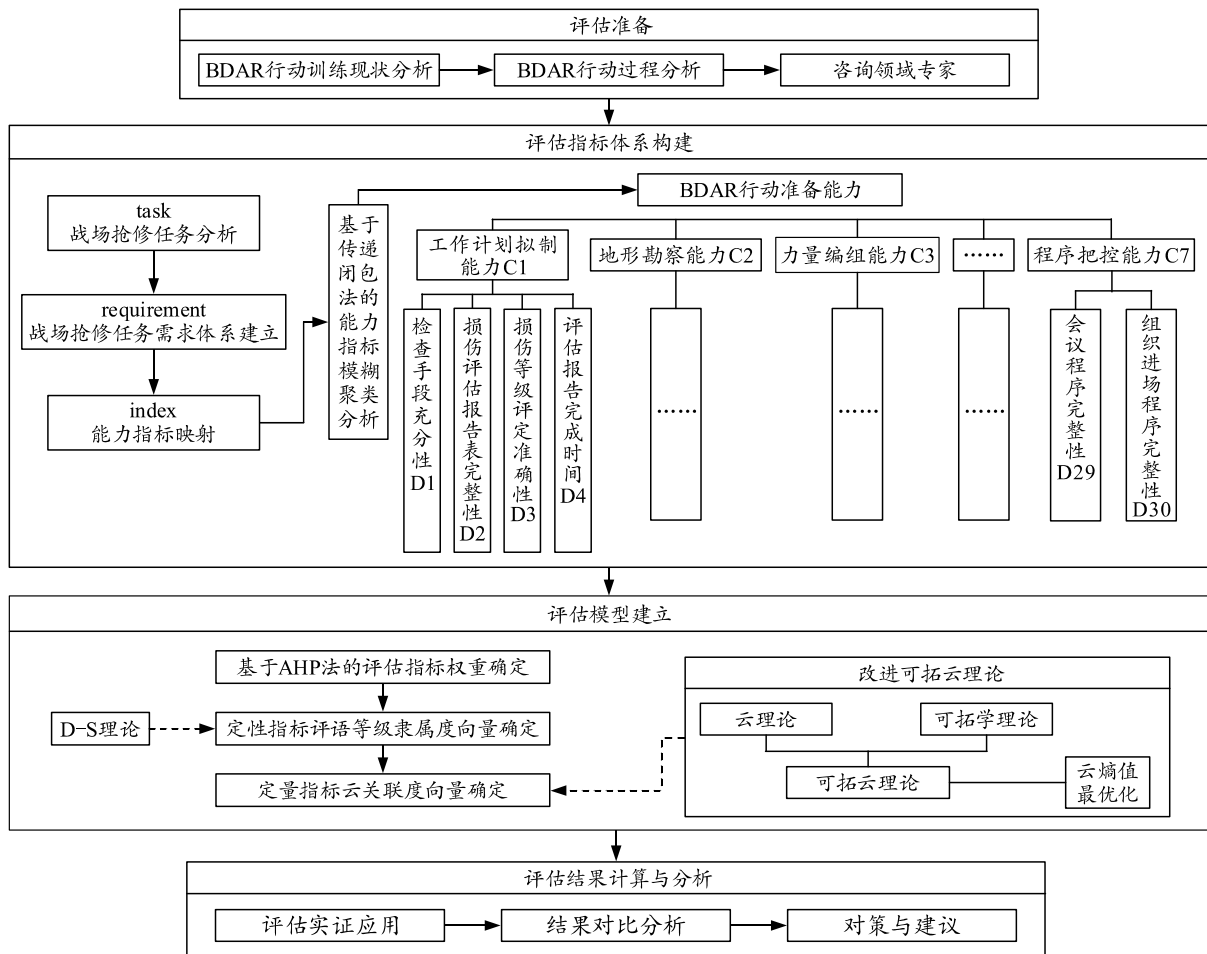 评估准备
BDAR行动训练现状分析
BDAR行动过程分析
咨询领域专家
评估指标体系构建
task
战场抢修任务分析
requirement
战场抢修任务需求体系建立
index
能力指标映射
基于
传递
闭包
法的
能力
指标
模糊
聚类
分析
BDAR行动准备能力
工作计划拟制
能力C1
地形勘察能力C2
力量编组能力C3
……
程序把控能力C7
检查手段充分性D1
损伤评估报告表完整性D2
损伤等级评定准确性D3
评估报告完成时间D4
……
……
……
会议程序完整性D29
组织进场程序完整性D30
评估模型建立
基于AHP法的评估指标权重确定
D-S理论
定性指标评语等级隶属度向量确定
定量指标云关联度向量确定
改进可拓云理论
云理论
可拓学理论
可拓云理论
云熵值
最优化
评估结果计算与分析
评估实证应用
结果对比分析
对策与建议